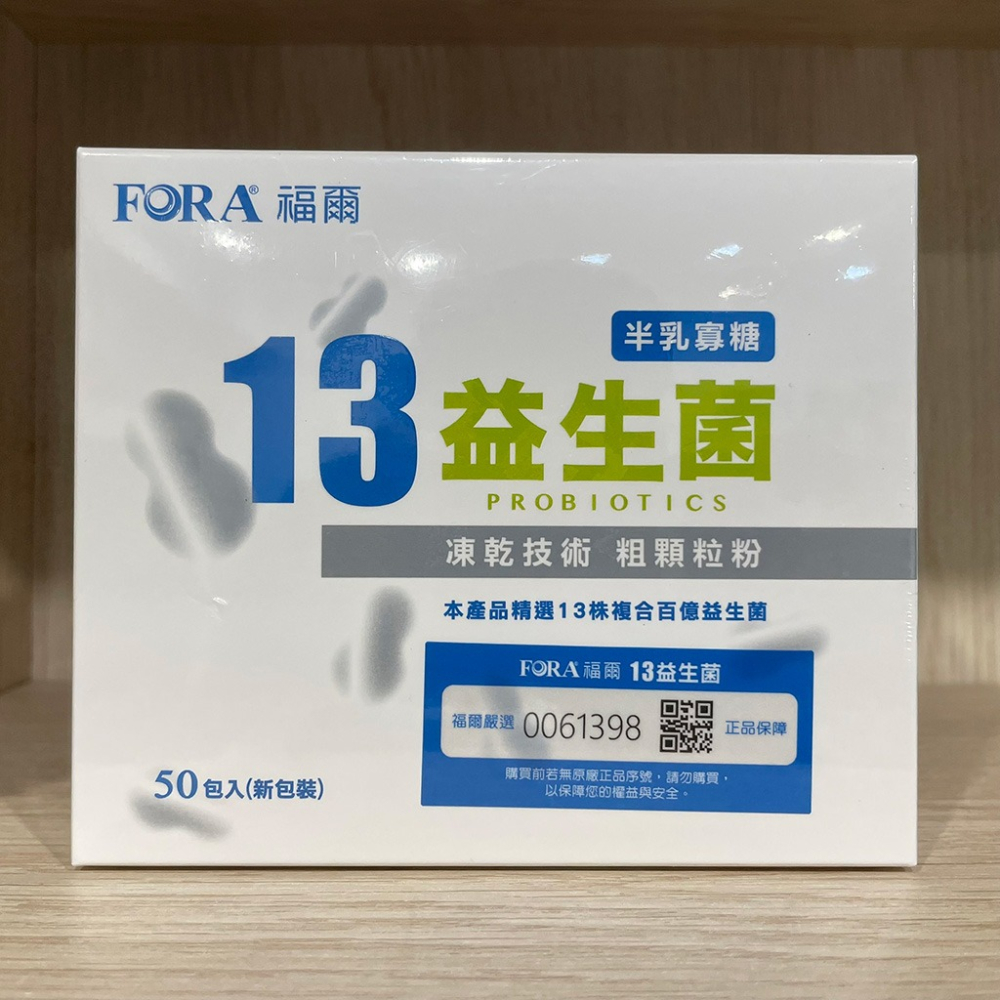 FORA® 福爾
半乳寡糖
13 益生菌
PROBIOTICS
凍乾技術 粗顆粒粉
本產品精選13株複合百億益生菌
FORA® 福爾 13益生菌
福爾嚴選 0061398 正品保障
購買前若無原廠正品序號，請勿購買，
以保障您的權益與安全。
50包入(新包裝)